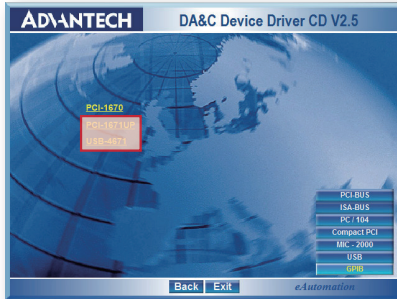 ADVANTECH
DA&C Device Driver CD V2.5
PCI-1670
PCI-1671UP
USB-4671
PCI-BUS
ISA-BUS
PC / 104
Compact PCI
MIC - 2000
USB
GPIB
Back Exit
eAutomation